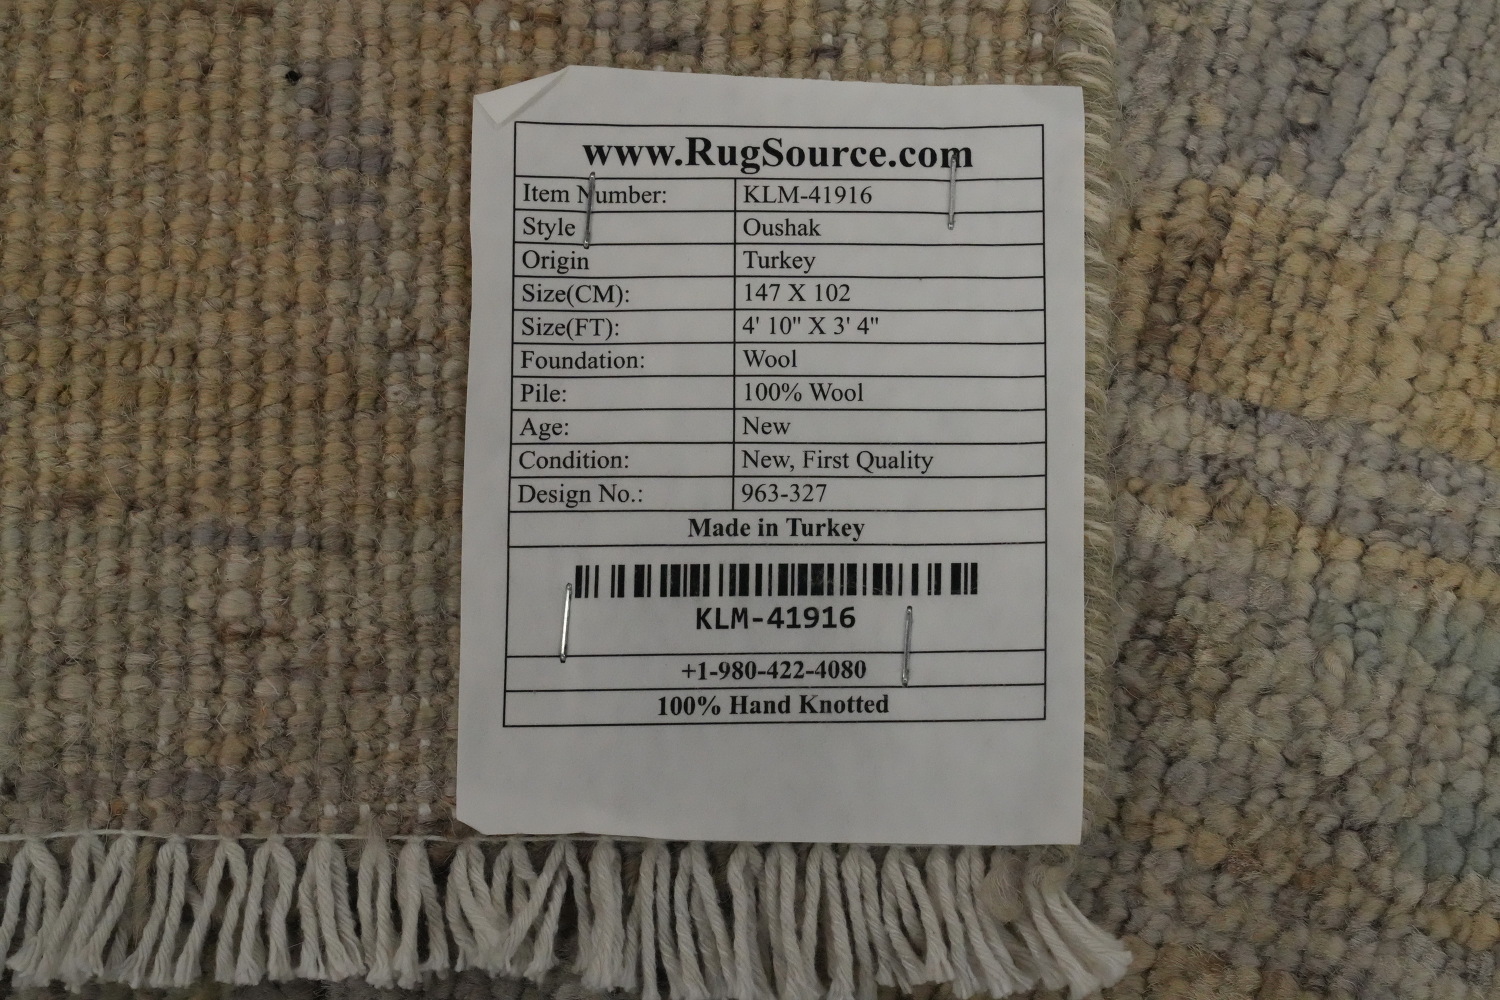 www.RugSource.com
Item Number: KLM-41916
Style Oushak
Origin Turkey
Size(CM): 147 X 102
Size(FT): 4' 10" X 3' 4"
Foundation: Wool
Pile: 100% Wool
Age: New
Condition: New, First Quality
Design No.: 963-327
Made in Turkey
KLM-41916
+1-980-422-4080
100% Hand Knotted